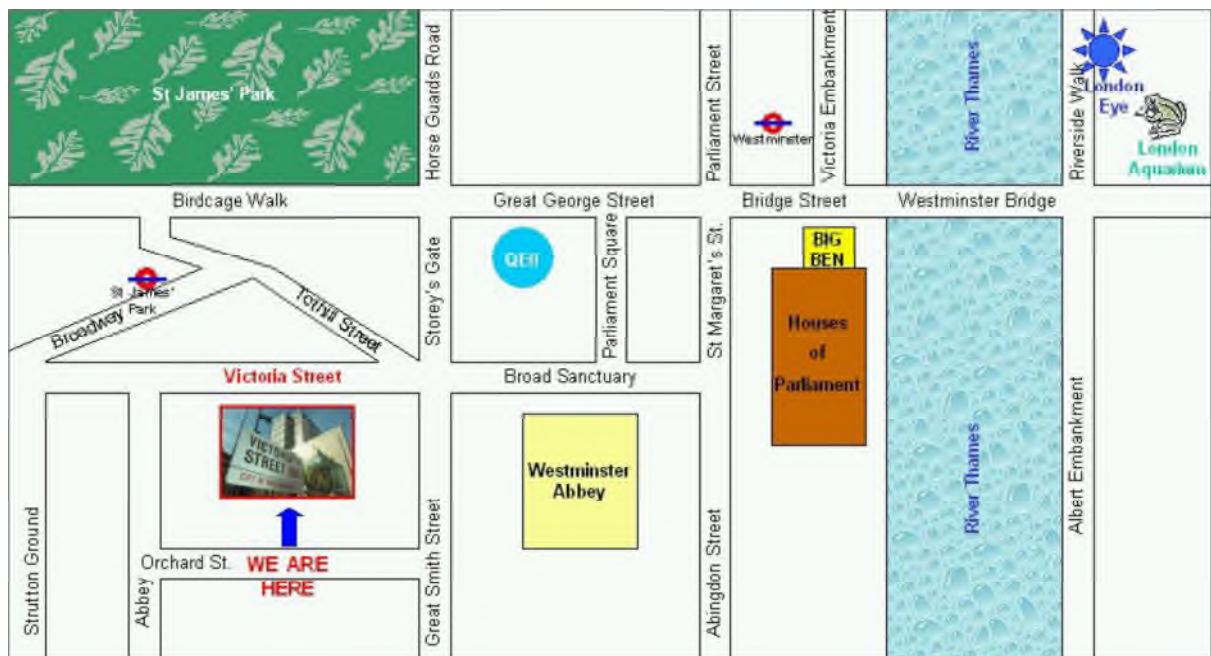 St James' Park
Horse Guards Road
Parliament Street
Westminster
Victoria Embankment
River Thames
Riverside Walk
London
Eye
London
Aquarium
Birdcage Walk
Great George Street
Bridge Street
Westminster Bridge
St James'
Park
Broadway
Tothill Street
Storey's Gate
QEII
Parliament Square
St Margaret's St.
BIG
BEN
Houses
of
Parliament
Victoria Street
Broad Sanctuary
VICTORIA
STREET
Westminster
Abbey
River Thames
Albert Embankment
Strutton Ground
Abbey
Orchard St.
WE ARE
HERE
Great Smith Street
Abingdon Street